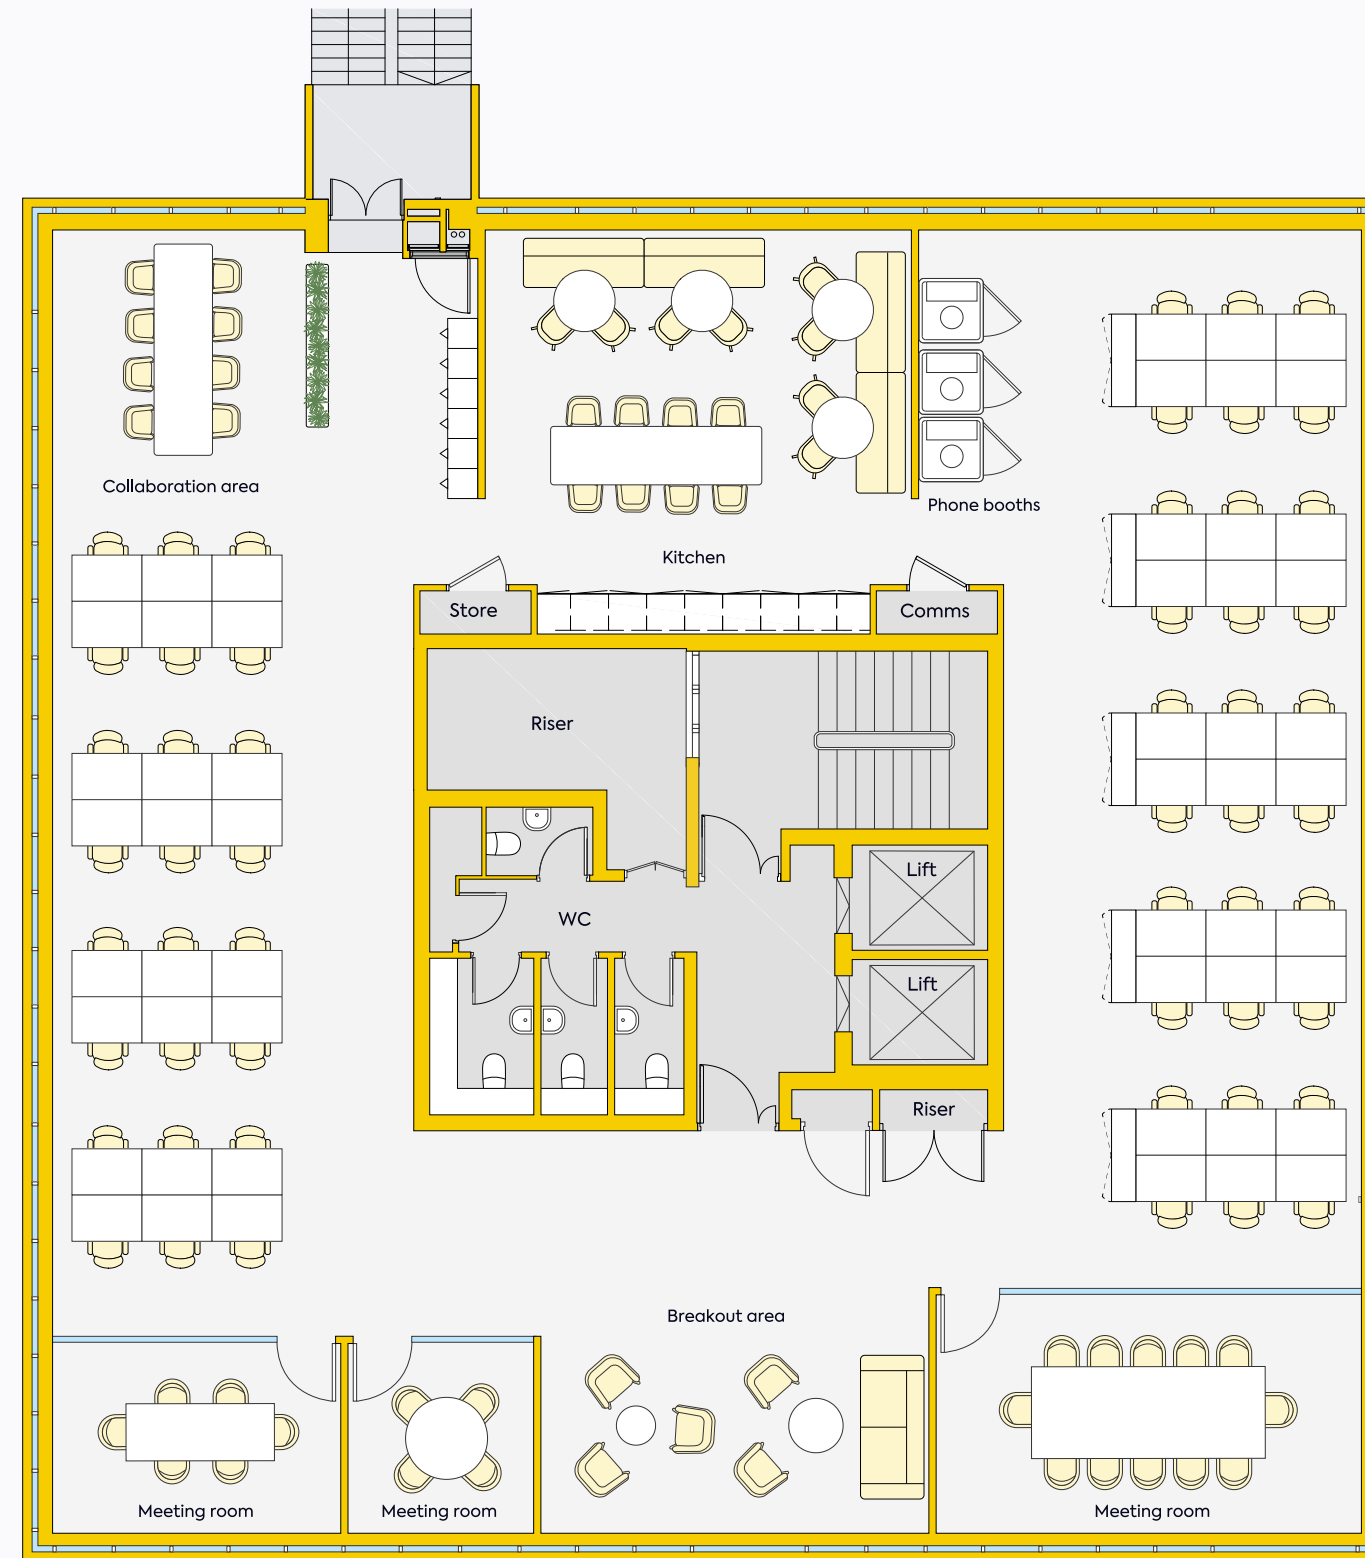 Collaboration area
Phone booths
Kitchen
Store
Comms
Riser
Lift
WC
Lift
Riser
Breakout area
Meeting room
Meeting room
Meeting room